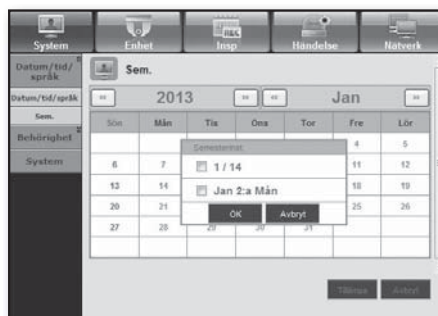 System Enhet Insp Händelse Nätverk
Datum/tid/
språk
Datum/tid/språk
Sem.
Behörighet
System
Sem.
2013 Jan
Sön Mån Tis Ons Tor Fre Lör
4 5
6 7 11 12
13 14 18 19
20 21 25 26
27 28 29 30 31
Semesterformat
1 / 14
Jan 2:a Mån
OK Avbryt
Tillämpa Avbryt